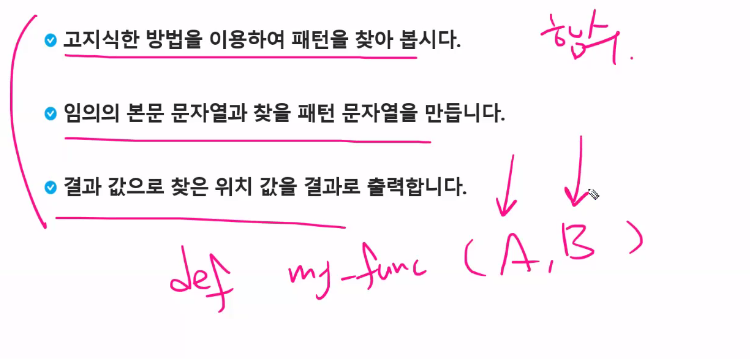 고지식한 방법을 이용하여 패턴을 찾아 봅시다.
함수.
임의의 본문 문자열과 찾을 패턴 문자열을 만듭니다.
결과 값으로 찾은 위치 값을 결과로 출력합니다.
def my_func (A, B)